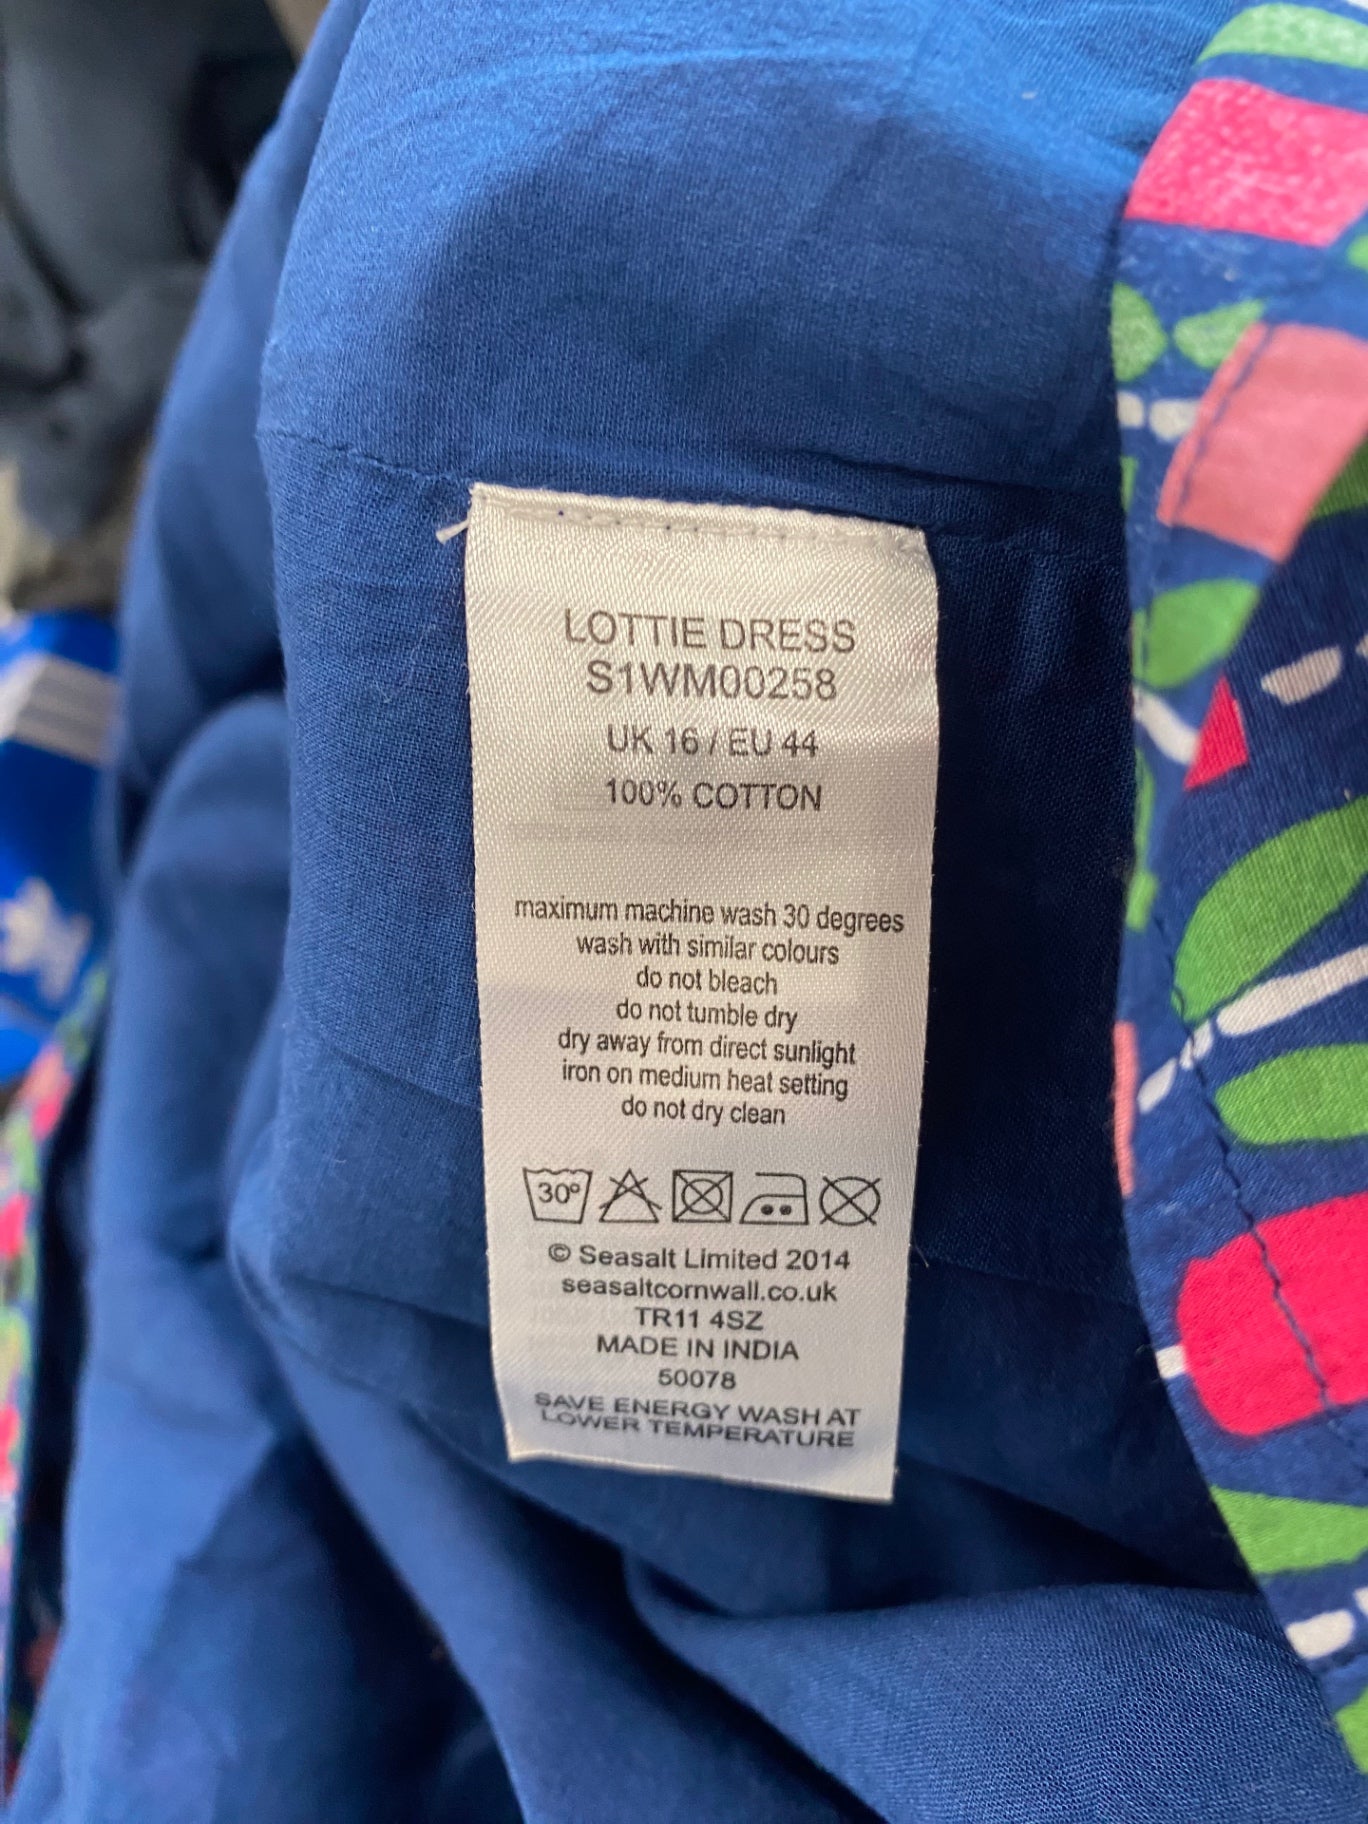 LOTTIE DRESS
S1WM00258
UK 16 / EU 44
100% COTTON
maximum machine wash 30 degrees
wash with similar colours
do not bleach
do not tumble dry
dry away from direct sunlight
iron on medium heat setting
do not dry clean
30°
© Seasalt Limited 2014
seasaltcornwall.co.uk
TR11 4SZ
MADE IN INDIA
50078
SAVE ENERGY WASH AT
LOWER TEMPERATURE